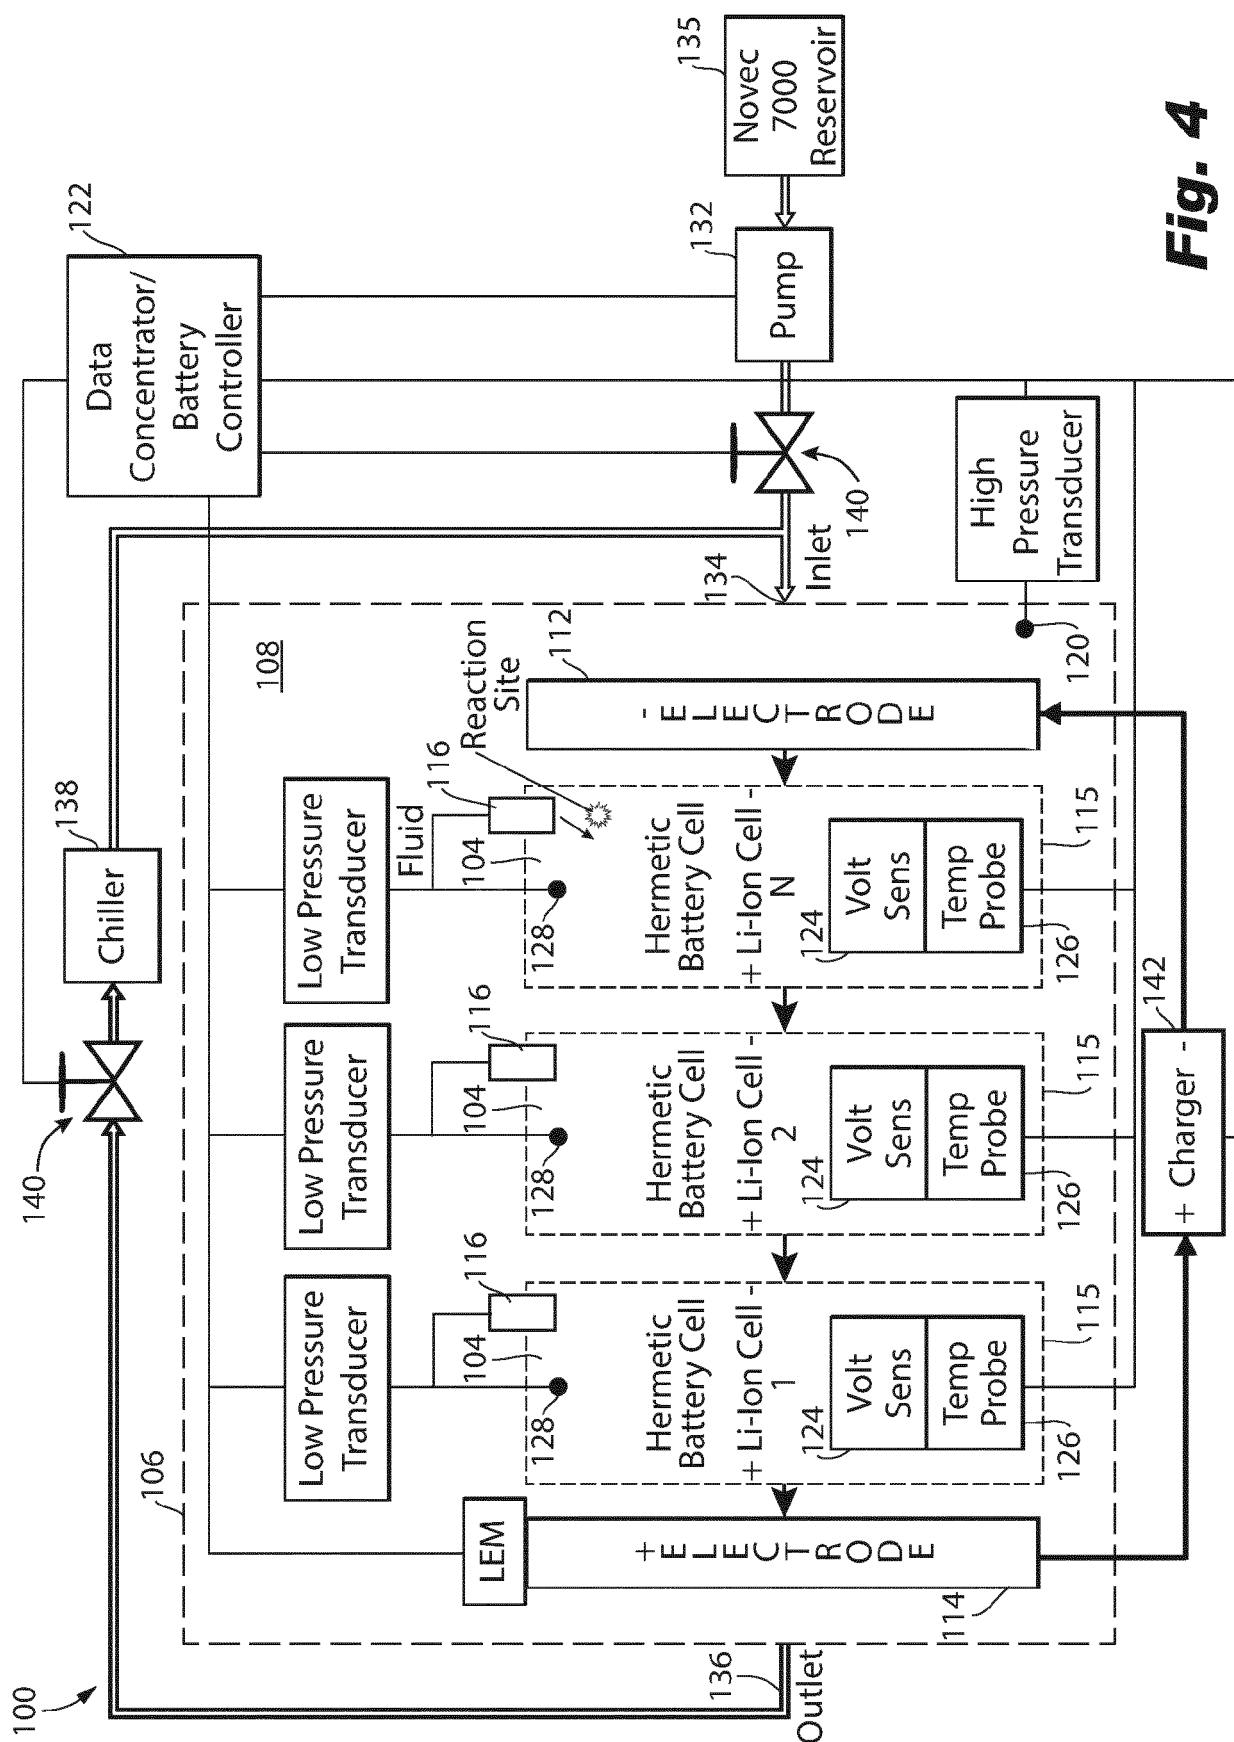 100
106
140
138
Chiller
122
Data
Concentrator/
Battery
Controller
108
LEM
Low Pressure
Transducer
Low Pressure
Transducer
Low Pressure
Transducer
Fluid
116
116
116
Reaction
Site
104
104
104
128
128
128
112
114
+
ELECTRODE
Hermetic
Battery Cell
+ Li-Ion Cell -
1
Hermetic
Battery Cell
+ Li-Ion Cell -
2
Hermetic
Battery Cell
+ Li-Ion Cell -
N
-
ELECTRODE
124
Volt
Sens
Temp
Probe
126
115
124
Volt
Sens
Temp
Probe
126
115
124
Volt
Sens
Temp
Probe
126
115
136
Outlet
134
Inlet
140
132
Pump
135
Novec
7000
Reservoir
120
High
Pressure
Transducer
142
+ Charger -
Fig. 4